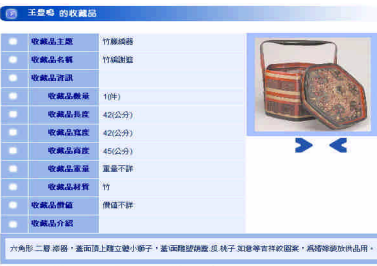 王登鳴 的收藏品
收藏品主題 竹籐編器
收藏品名稱 竹編謝籃
收藏品資訊
收藏品數量 1(件)
收藏品長度 42(公分)
收藏品寬度 42(公分)
收藏品高度 45(公分)
收藏品重量 重量不詳
收藏品材質 竹
收藏品價值 價值不詳
收藏品介紹
六角形.二層.漆器，蓋面頂上雕立體小獅子，蓋面雕塑葫蘆.瓜.桃子.如意等吉祥紋圖案，為婚嫁裝放供品用。